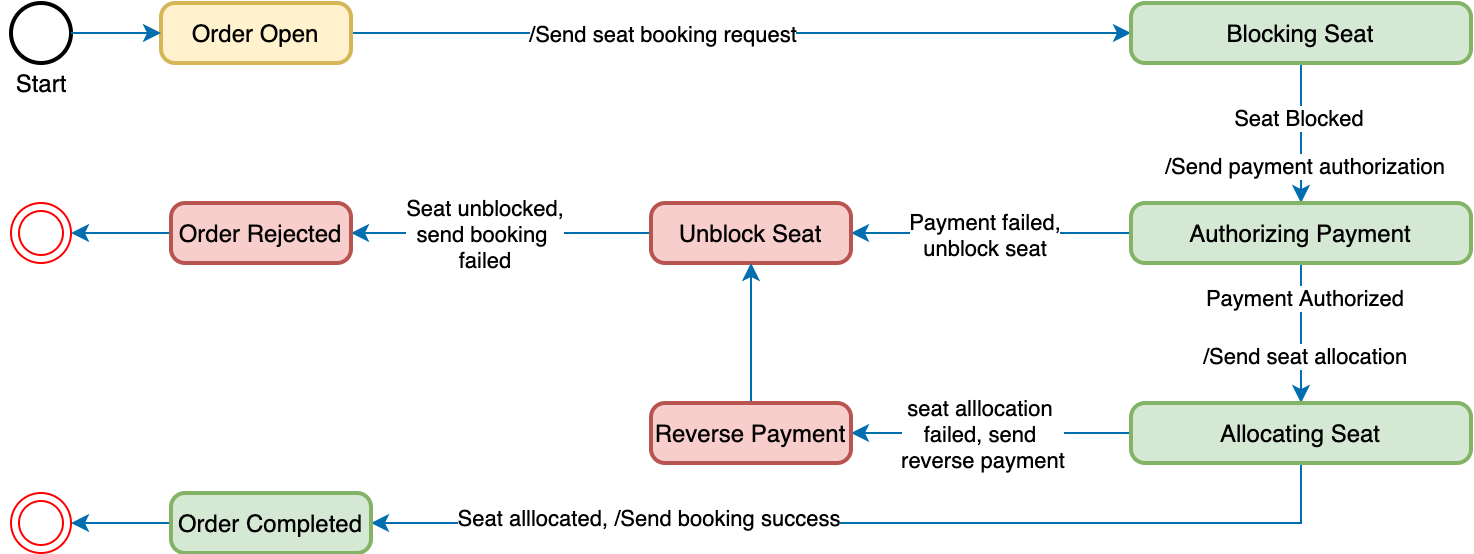 Order Open
/Send seat booking request
Blocking Seat
Start
Seat Blocked
/Send payment authorization
Order Rejected
Seat unblocked,
send booking
failed
Unblock Seat
Payment failed,
unblock seat
Authorizing Payment
Payment Authorized
/Send seat allocation
Reverse Payment
seat alllocation
failed, send
reverse payment
Allocating Seat
Order Completed
Seat alllocated, /Send booking success